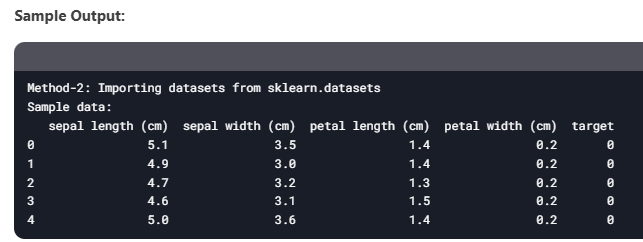 Sample Output:
Method-2: Importing datasets from sklearn.datasets
Sample data:
sepal length (cm) sepal width (cm) petal length (cm) petal width (cm) target
0 5.1 3.5 1.4 0.2 0
1 4.9 3.0 1.4 0.2 0
2 4.7 3.2 1.3 0.2 0
3 4.6 3.1 1.5 0.2 0
4 5.0 3.6 1.4 0.2 0